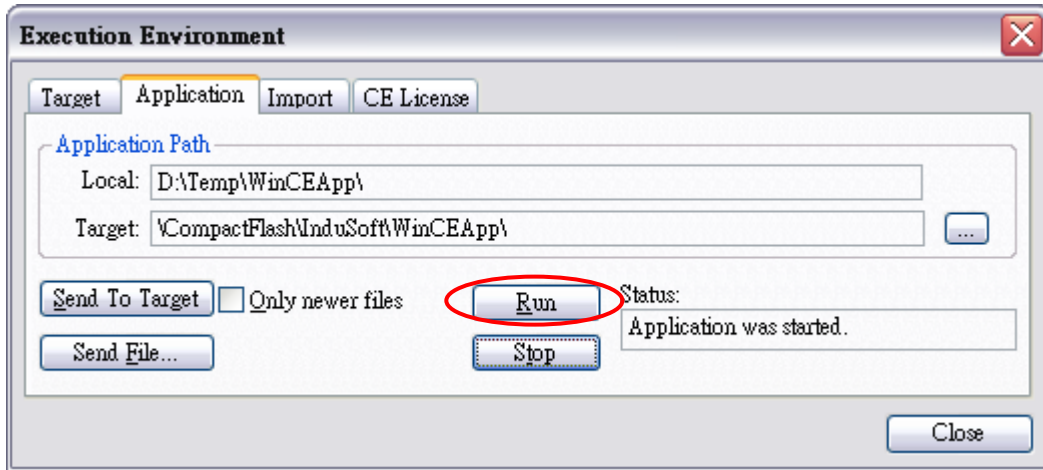 Execution Environment
Target Application Import CE License
Application Path
Local: D:\Temp\WinCEApp\
Target: \CompactFlash\InduSoft\WinCEApp\ ...
Send To Target Only newer files Run Status:
Application was started.
Send File... Stop
Close